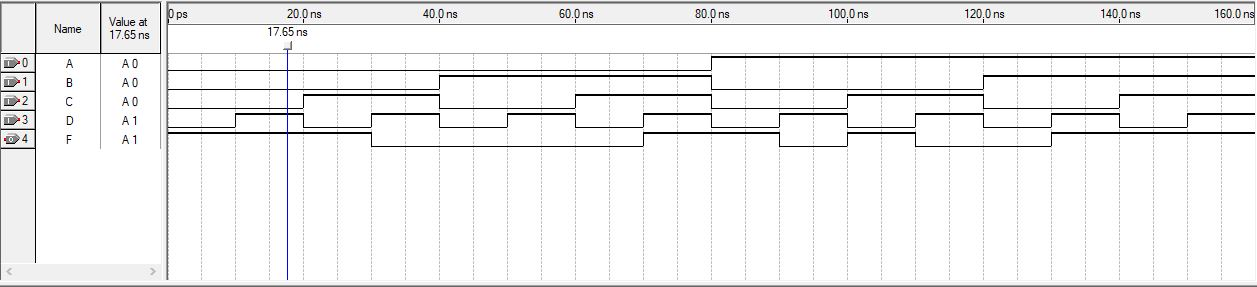 Name
Value at
17.65 ns
0 ps
20.0 ns
40.0 ns
60.0 ns
80.0 ns
100.0 ns
120.0 ns
140.0 ns
160.0 ns
17.65 ns
0 A A 0
1 B A 0
2 C A 0
3 D A 1
4 F A 1